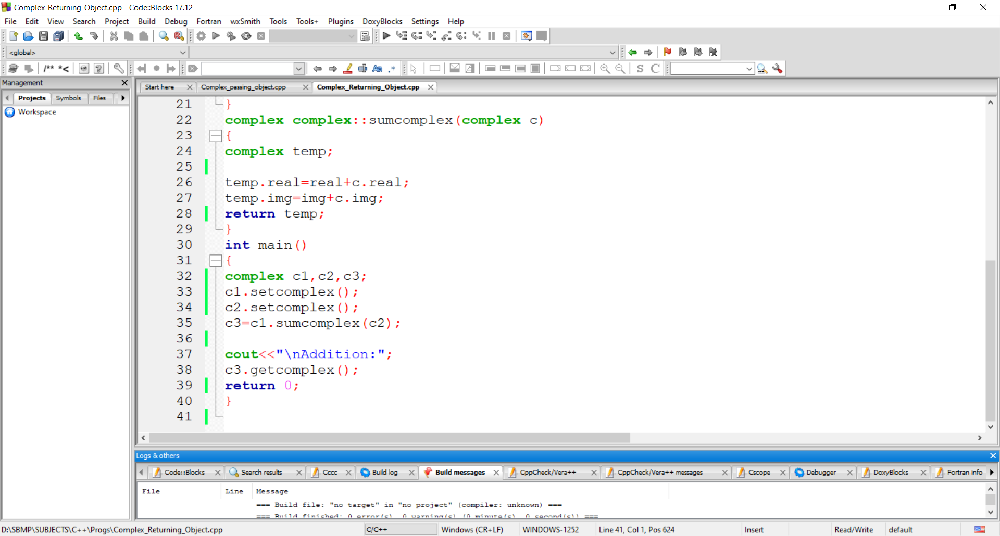 Complex_Returning_Object.cpp - Code::Blocks 17.12
File Edit View Search Project Build Debug Fortran wxSmith Tools Tools+ Plugins DoxyBlocks Settings Help
<global>
/** *<
Aa .*
S C
Management
Projects Symbols Files
Workspace
Start here Complex_passing_object.cpp Complex_Returning_Object.cpp
21 }
22 complex complex::sumcomplex(complex c)
23 {
24 complex temp;
25
26 temp.real=real+c.real;
27 temp.img=img+c.img;
28 return temp;
29 }
30 int main()
31 {
32 complex c1,c2,c3;
33 c1.setcomplex();
34 c2.setcomplex();
35 c3=c1.sumcomplex(c2);
36
37 cout<<"\nAddition:";
38 c3.getcomplex();
39 return 0;
40 }
41
Logs & others
Code::Blocks Search results Cccc Build log Build messages CppCheck/Vera++ CppCheck/Vera++ messages Cscope Debugger DoxyBlocks Fortran info
File Line Message
=== Build file: "no target" in "no project" (compiler: unknown) ===
=== Build finished: 0 error(s), 0 warning(s) (0 minute(s), 0 second(s)) ===
D:\SBMP\SUBJECTS\C++\Progs\Complex_Returning_Object.cpp C/C++ Windows (CR+LF) WINDOWS-1252 Line 41, Col 1, Pos 624 Insert Read/Write default